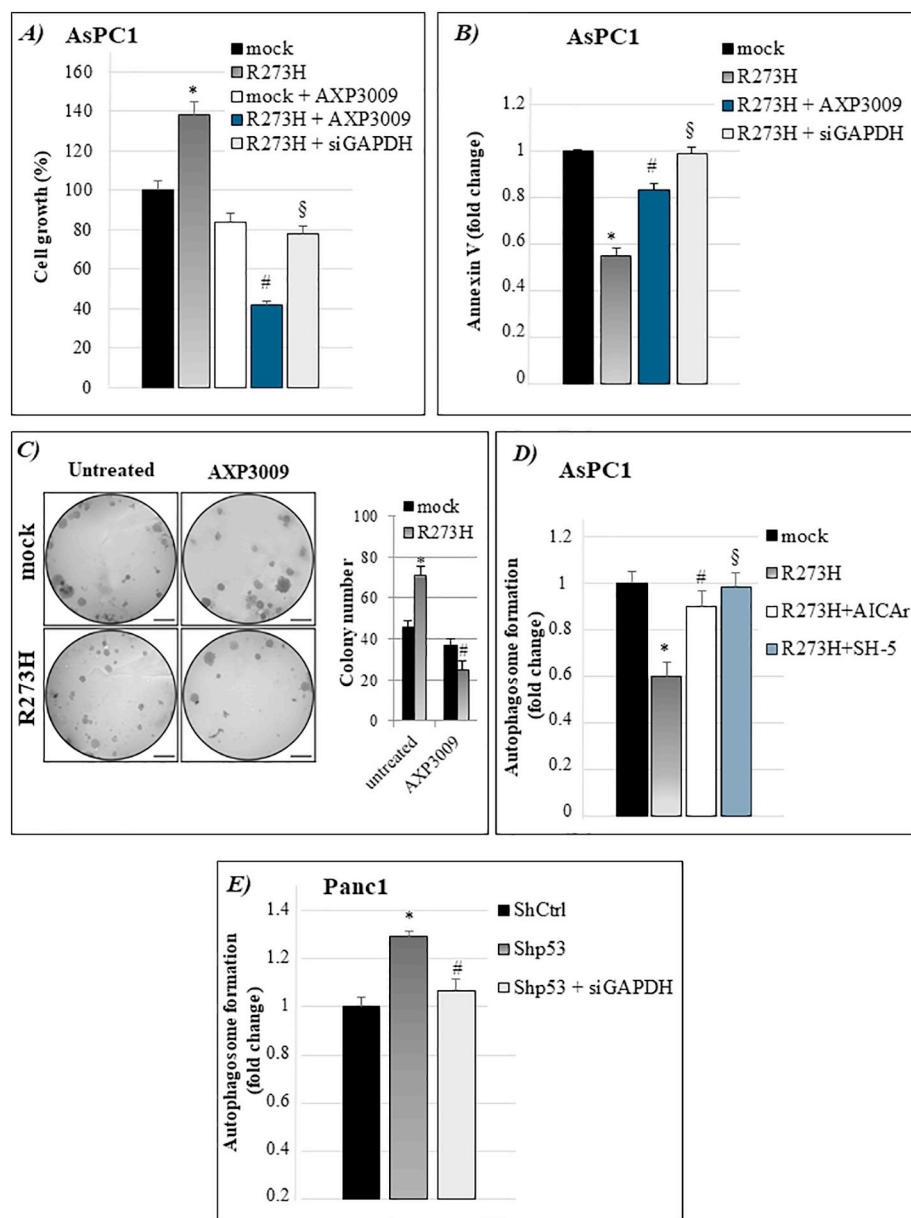 A) AsPC1
mock
R273H
mock + AXP3009
R273H + AXP3009
R273H + siGAPDH
Cell growth (%)
160
140
120
100
80
60
40
20
0
*
#
§
B) AsPC1
mock
R273H
R273H + AXP3009
R273H + siGAPDH
Annexin V (fold change)
1.2
1
0.8
0.6
0.4
0.2
0
*
#
§
C)
Untreated
AXP3009
mock
R273H
mock
R273H
Colony number
100
80
60
40
20
0
*
#
untreated
AXP3009
D) AsPC1
mock
R273H
R273H+AICAr
R273H+SH-5
Autophagosome formation
(fold change)
1.2
1
0.8
0.6
0.4
0.2
0
*
#
§
E) Panc1
ShCtrl
Shp53
Shp53 + siGAPDH
Autophagosome formation
(fold change)
1.4
1.2
1
0.8
0.6
0.4
0.2
*
#